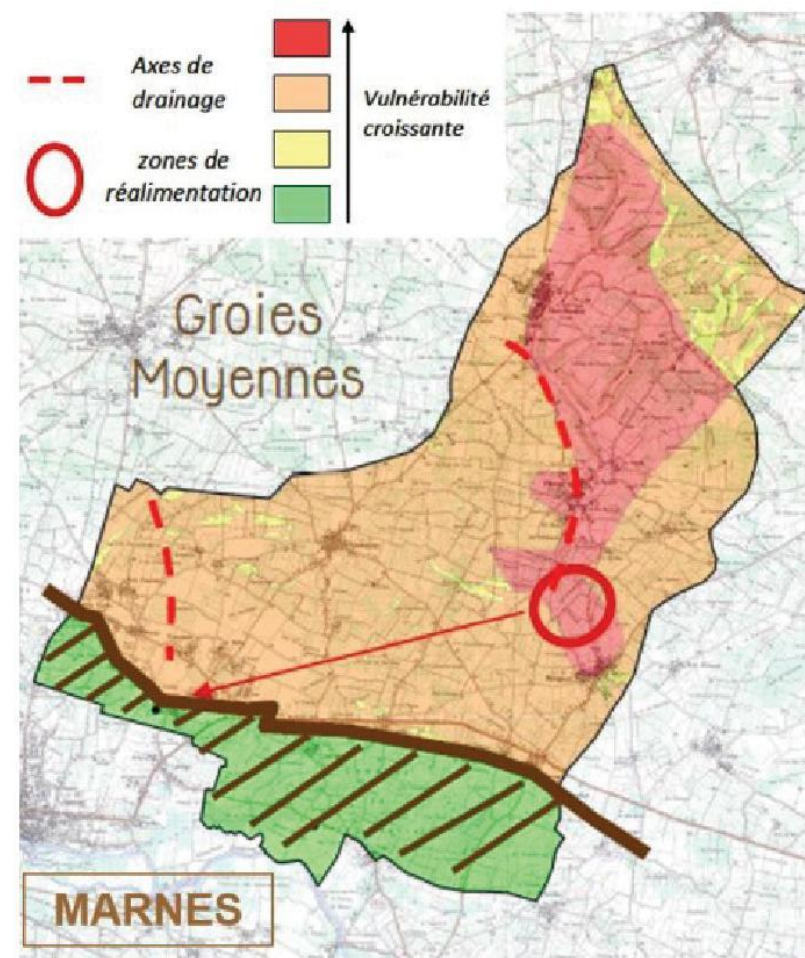 Axes de
drainage
zones de
réalimentation
Vulnérabilité
croissante
Groies
Moyennes
MARNES